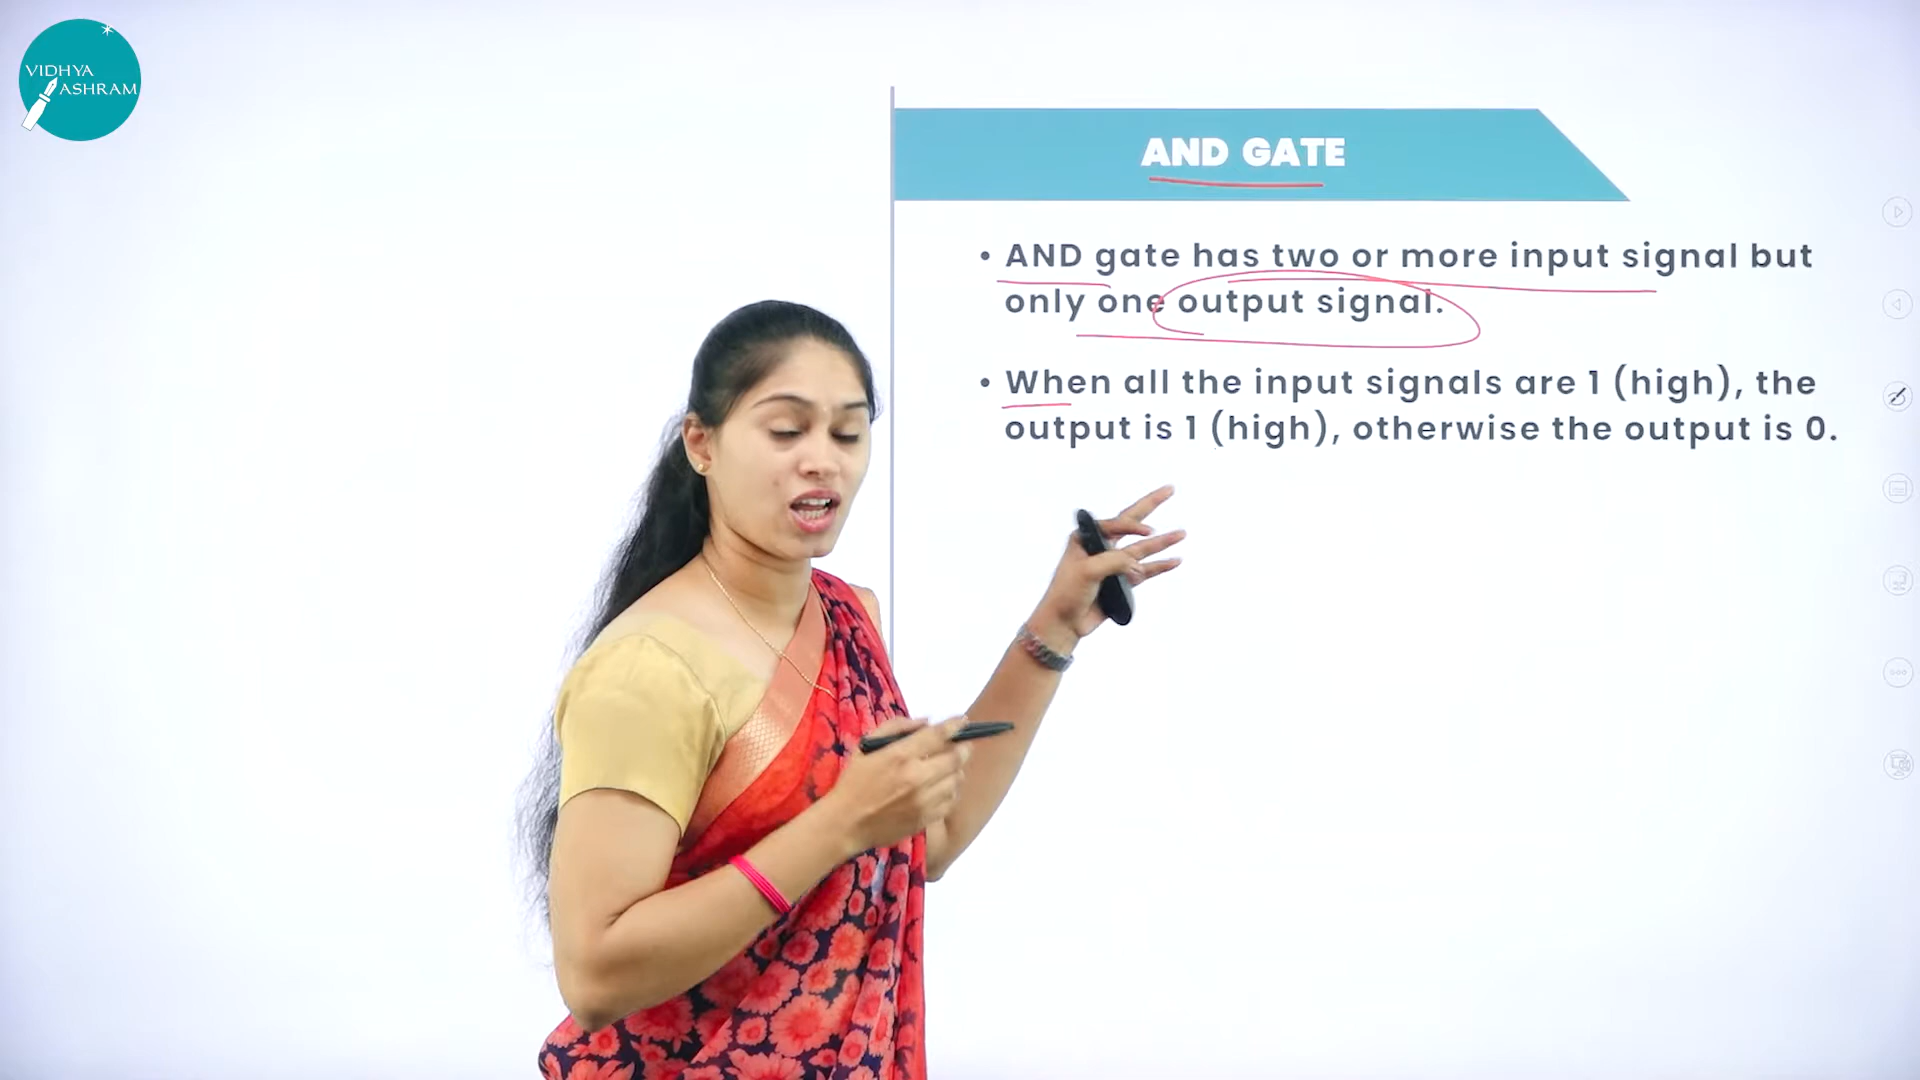 VIDHYA
ASHRAM
AND GATE
• AND gate has two or more input signal but
only one output signal.
• When all the input signals are 1 (high), the
output is 1 (high), otherwise the output is 0.